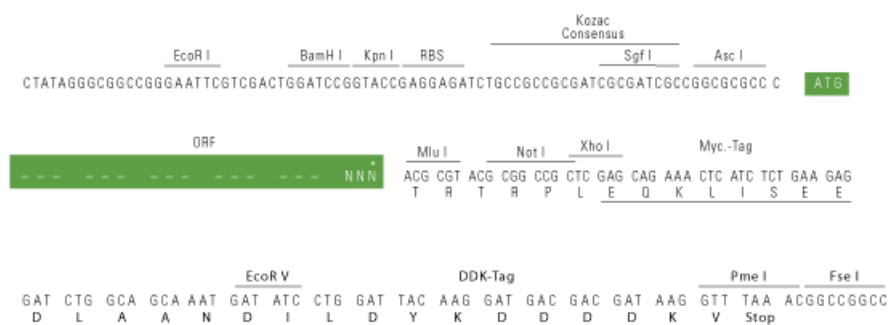 Kozac
Consensus
EcoR I BamH I Kpn I RBS Sgf I Asc I
CTATAGGGCGGCCGGGAATTCGTCGACTGGATCCGGTACCGAGGAGATCTGCCGCCGCGATCGCGATCGCCGGCGCGCC C ATG
ORF Mlu I Not I Xho I Myc.-Tag
--- --- --- --- --- NNN* ACG CGT ACG CGG CCG CTC GAG CAG AAA CTC ATC TCT GAA GAG
T R T R P L E Q K L I S E E
EcoR V DDK-Tag Pme I Fse I
GAT CTG GCA GCA AAT GAT ATC CTG GAT TAC AAG GAT GAC GAC GAT AAG GTT TAA ACGGCCGGCC
D L A A N D I L D Y K D D D D K V Stop